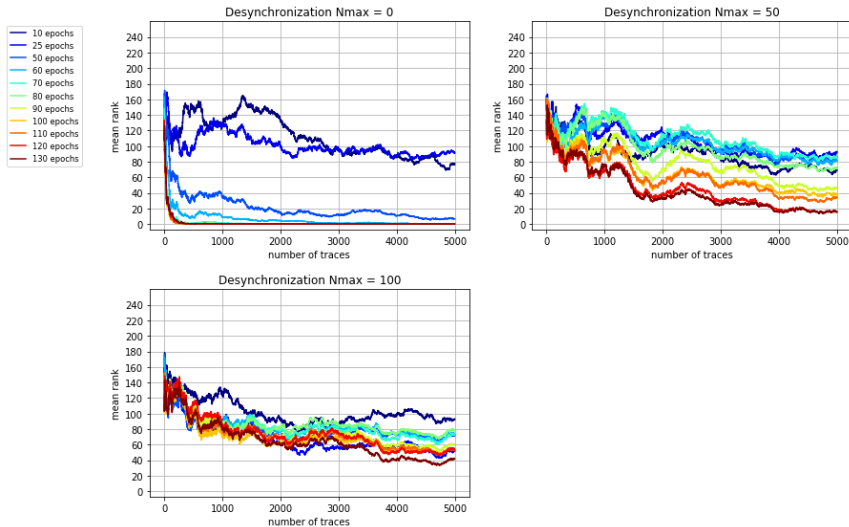 10 epochs
25 epochs
50 epochs
60 epochs
70 epochs
80 epochs
90 epochs
100 epochs
110 epochs
120 epochs
130 epochs
Desynchronization Nmax = 0
240
220
200
180
160
140
120
100
80
60
40
20
0
mean rank
0 1000 2000 3000 4000 5000
number of traces
Desynchronization Nmax = 50
240
220
200
180
160
140
120
100
80
60
40
20
0
mean rank
0 1000 2000 3000 4000 5000
number of traces
Desynchronization Nmax = 100
240
220
200
180
160
140
120
100
80
60
40
20
0
mean rank
0 1000 2000 3000 4000 5000
number of traces